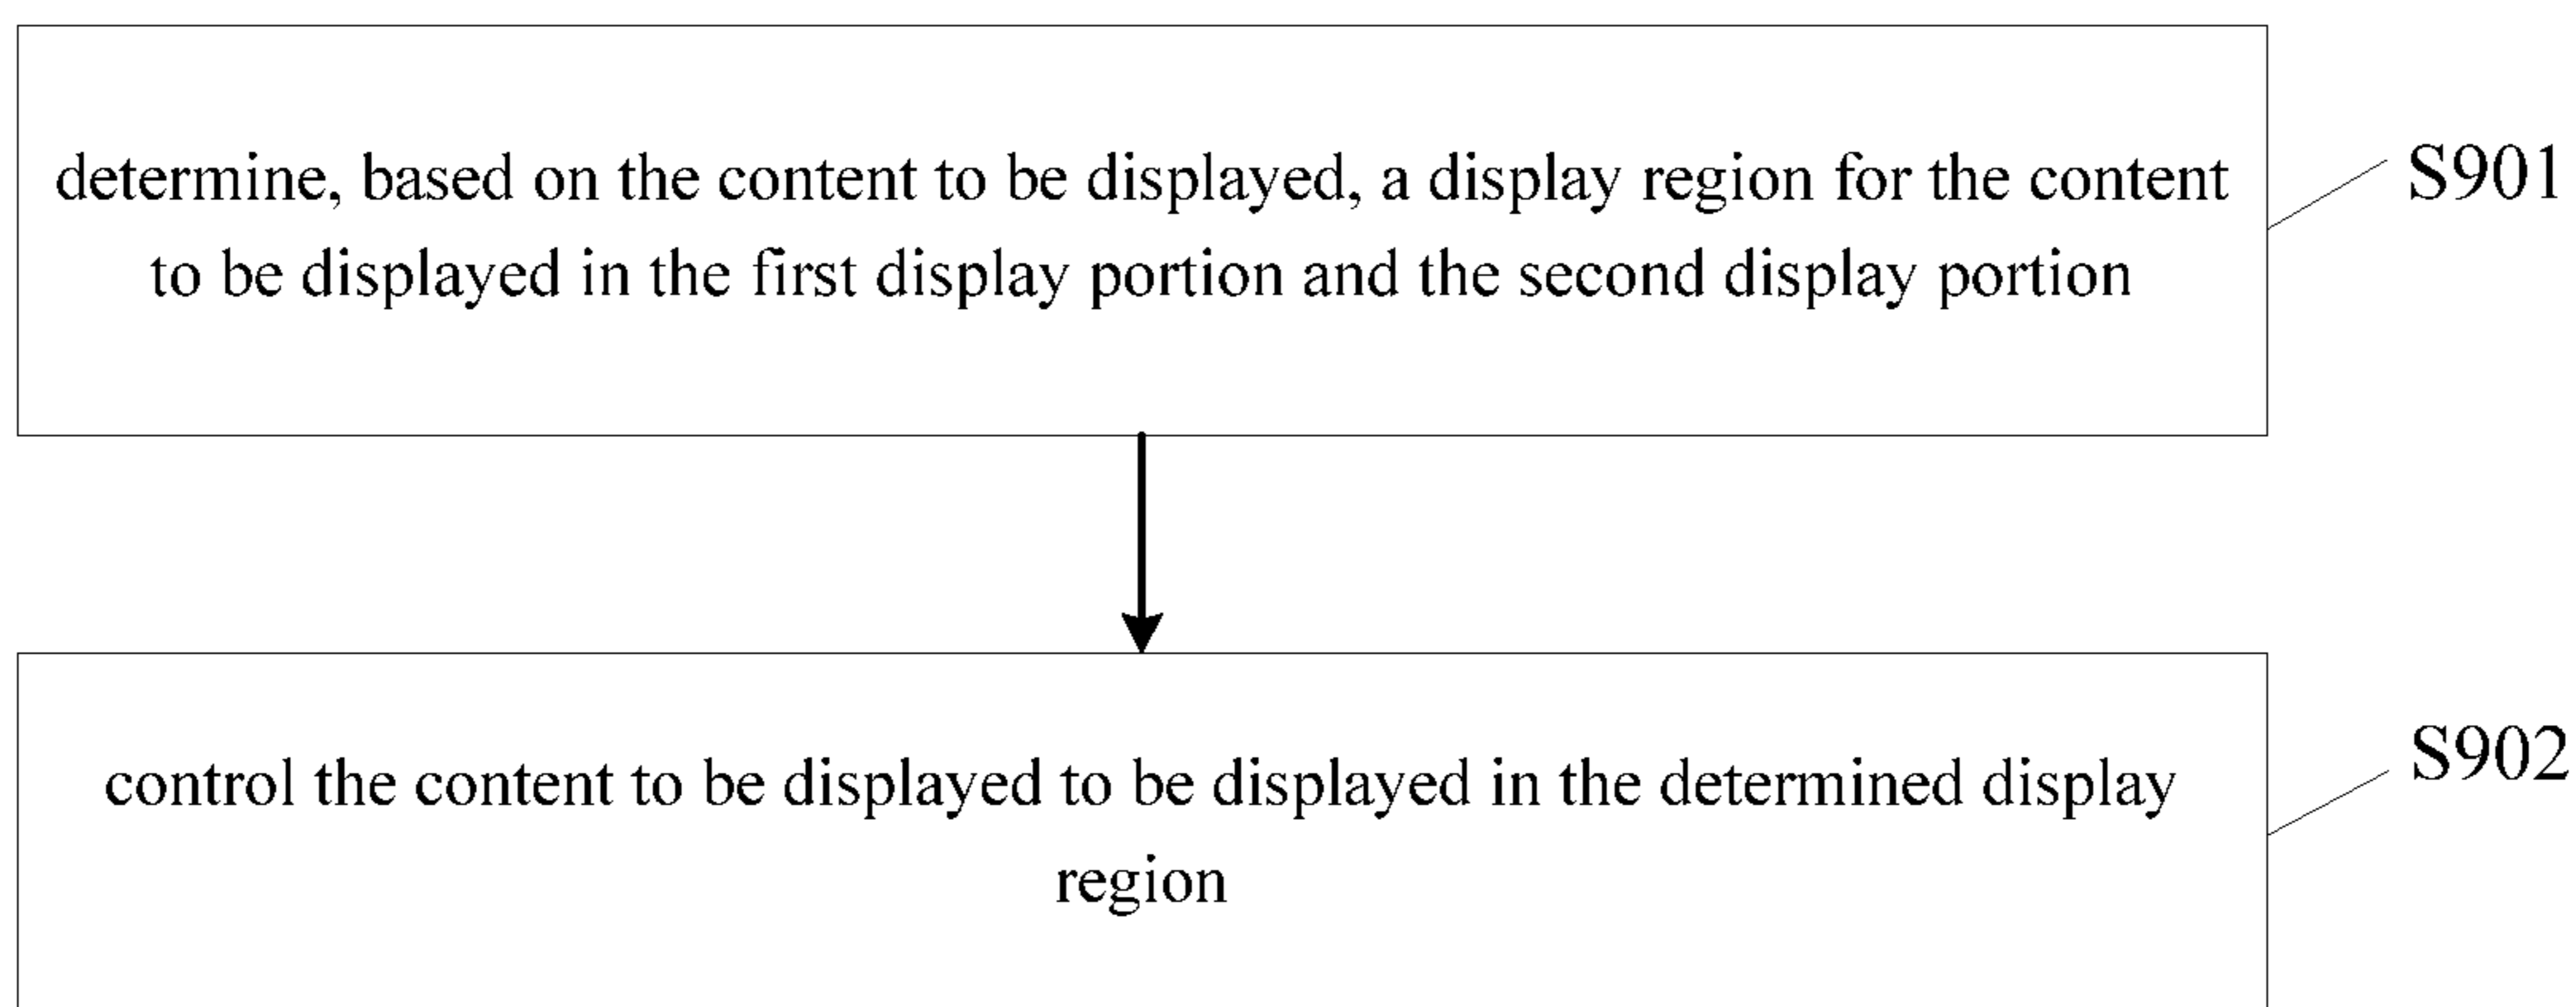 determine, based on the content to be displayed, a display region for the content
to be displayed in the first display portion and the second display portion
S901
control the content to be displayed to be displayed in the determined display
region
S902